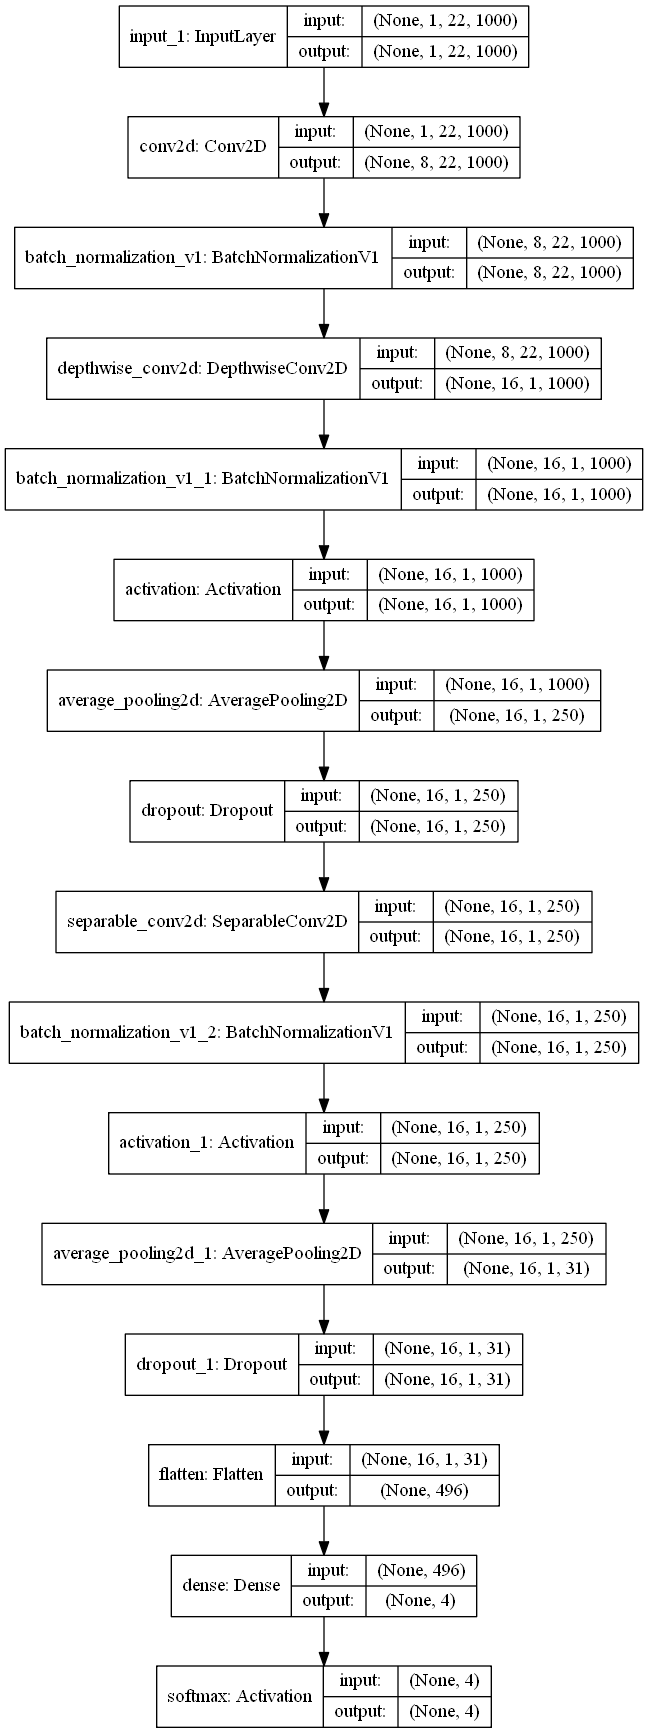 input_1: InputLayer
input: (None, 1, 22, 1000)
output: (None, 1, 22, 1000)
conv2d: Conv2D
input: (None, 1, 22, 1000)
output: (None, 8, 22, 1000)
batch_normalization_v1: BatchNormalizationV1
input: (None, 8, 22, 1000)
output: (None, 8, 22, 1000)
depthwise_conv2d: DepthwiseConv2D
input: (None, 8, 22, 1000)
output: (None, 16, 1, 1000)
batch_normalization_v1_1: BatchNormalizationV1
input: (None, 16, 1, 1000)
output: (None, 16, 1, 1000)
activation: Activation
input: (None, 16, 1, 1000)
output: (None, 16, 1, 1000)
average_pooling2d: AveragePooling2D
input: (None, 16, 1, 1000)
output: (None, 16, 1, 250)
dropout: Dropout
input: (None, 16, 1, 250)
output: (None, 16, 1, 250)
separable_conv2d: SeparableConv2D
input: (None, 16, 1, 250)
output: (None, 16, 1, 250)
batch_normalization_v1_2: BatchNormalizationV1
input: (None, 16, 1, 250)
output: (None, 16, 1, 250)
activation_1: Activation
input: (None, 16, 1, 250)
output: (None, 16, 1, 250)
average_pooling2d_1: AveragePooling2D
input: (None, 16, 1, 250)
output: (None, 16, 1, 31)
dropout_1: Dropout
input: (None, 16, 1, 31)
output: (None, 16, 1, 31)
flatten: Flatten
input: (None, 16, 1, 31)
output: (None, 496)
dense: Dense
input: (None, 496)
output: (None, 4)
softmax: Activation
input: (None, 4)
output: (None, 4)